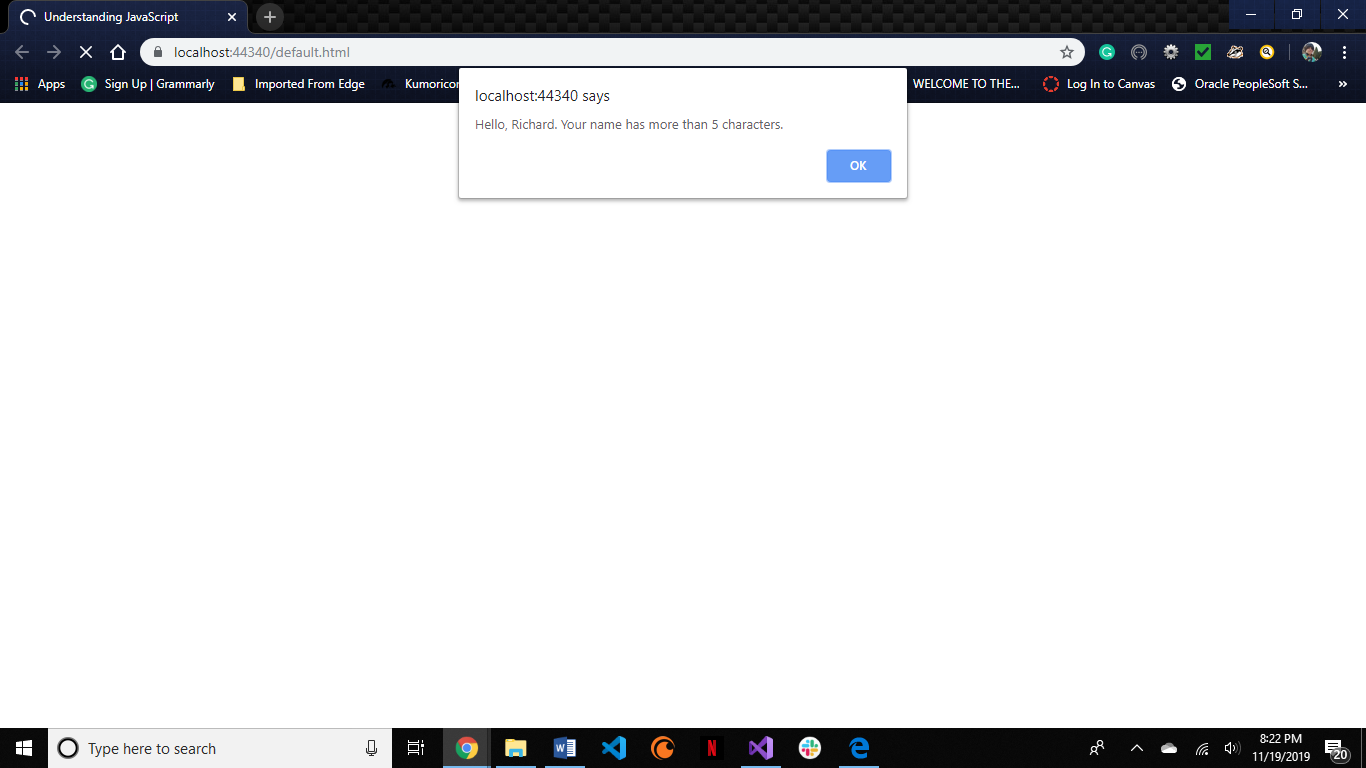 Understanding JavaScript
localhost:44340/default.html
Apps
Sign Up | Grammarly
Imported From Edge
Kumoricon
WELCOME TO THE...
Log In to Canvas
Oracle PeopleSoft S...
»
localhost:44340 says
Hello, Richard. Your name has more than 5 characters.
OK
Type here to search
8:22 PM
11/19/2019
20